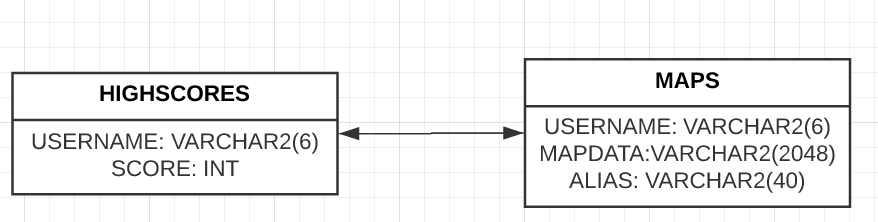 HIGHSCORES
USERNAME: VARCHAR2(6)
SCORE: INT
MAPS
USERNAME: VARCHAR2(6)
MAPDATA:VARCHAR2(2048)
ALIAS: VARCHAR2(40)